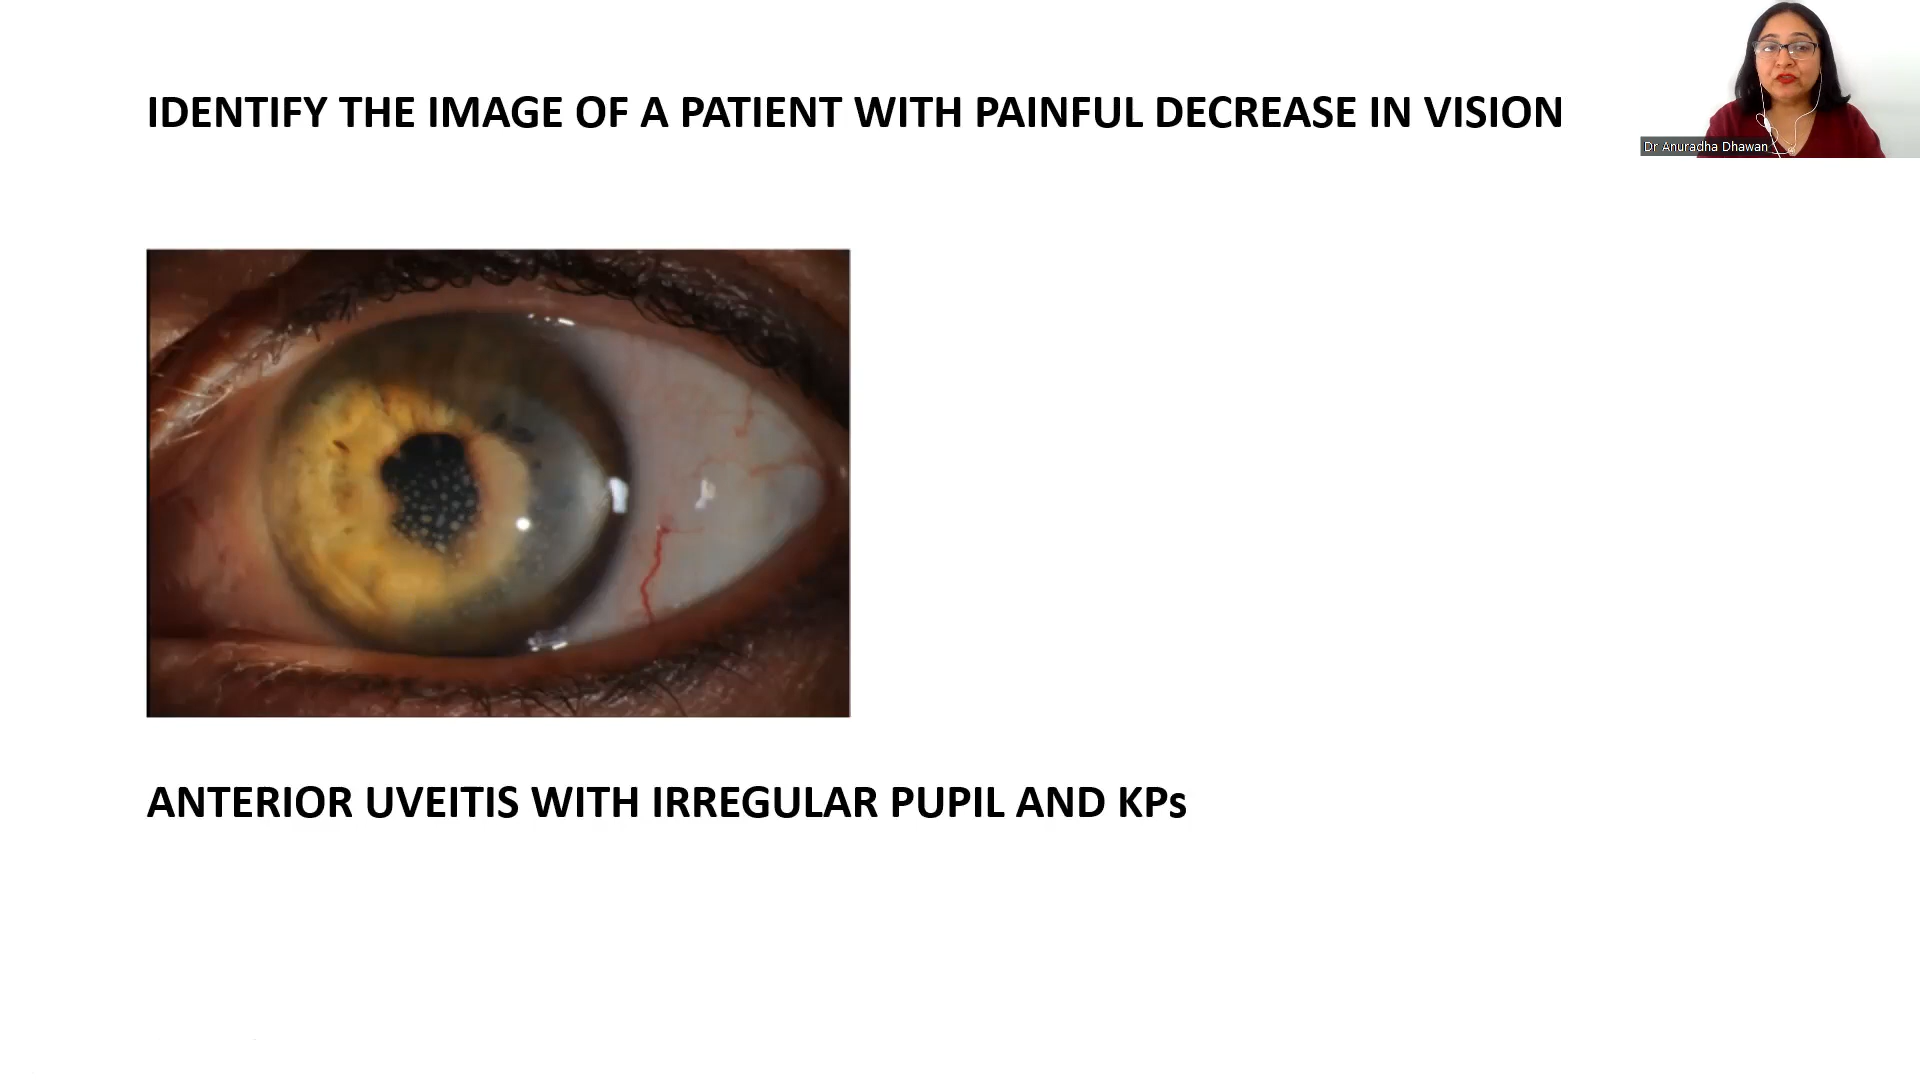 IDENTIFY THE IMAGE OF A PATIENT WITH PAINFUL DECREASE IN VISION
Dr Anuradha Dhawan
ANTERIOR UVEITIS WITH IRREGULAR PUPIL AND KPs